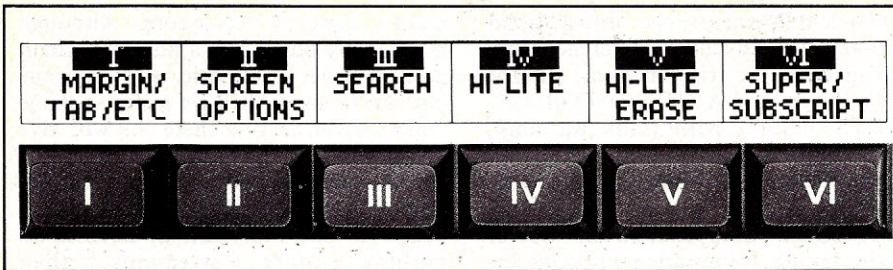 I II III IV V VI
MARGIN/ SCREEN SEARCH HI-LITE HI-LITE SUPER/
TAB/ETC OPTIONS ERASE SUBSCRIPT
I II III IV V VI